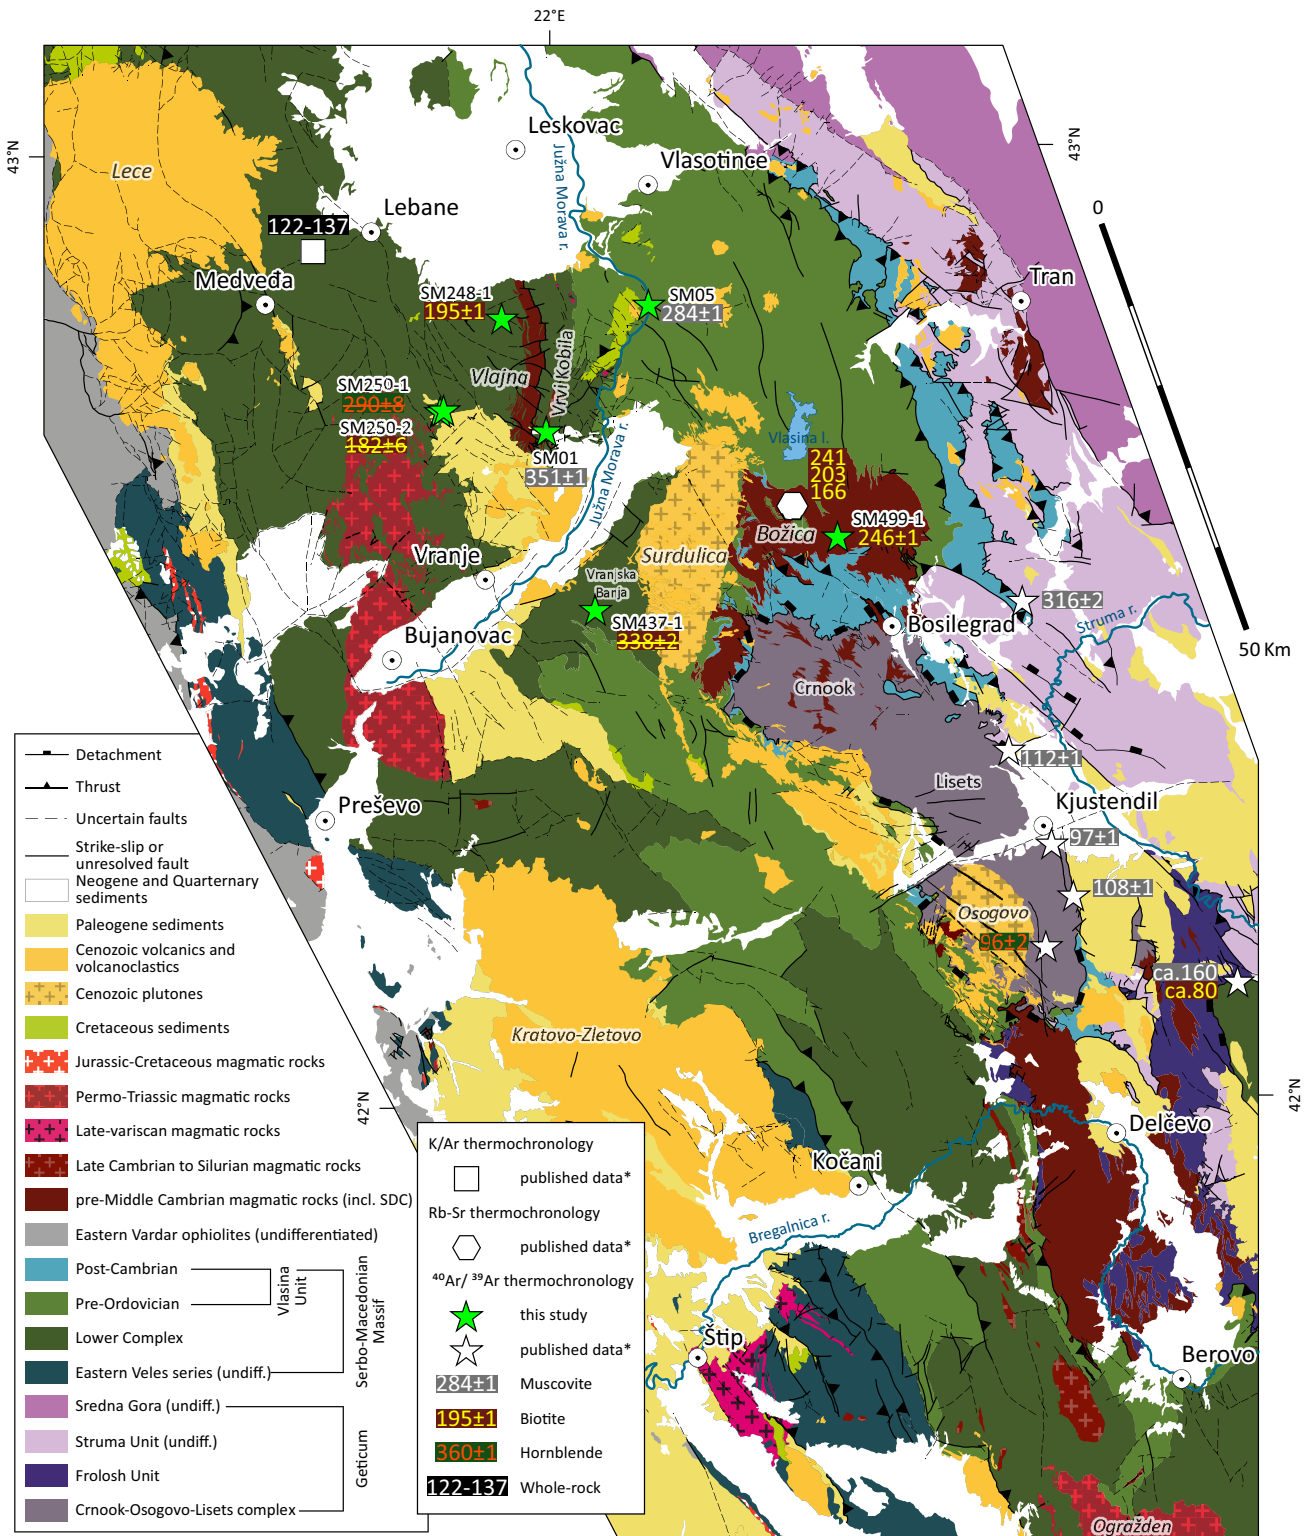 22°E
43°N
43°N
Leskovac
Južna Morava r.
Vlasotince
Lece
Lebane
122-137
Medveđa
0
Tran
SM248-1
195±1
SM05
284±1
Vlajna
Vrvi Kobila
SM250-1
290±8
SM250-2
182±6
SM01
351±1
Južna Morava r.
Vlasina l.
241
203
166
Božica
SM499-1
246±1
Surdulica
Vranje
Vranjska
Banja
SM437-1
338±2
316±2
Struma r.
Bosilegrad
50 Km
Bujanovac
Crnook
112±1
Lisets
Kjustendil
97±1
Preševo
108±1
Osogovo
96±2
ca.160
ca.80
Kratovo-Zletovo
42°N
42°N
Delčevo
Kočani
Bregalnica r.
Štip
Berovo
Ogražden
Detachment
Thrust
Uncertain faults
Strike-slip or
unresolved fault
Neogene and Quarternary
sediments
Paleogene sediments
Cenozoic volcanics and
volcanoclastics
Cenozoic plutones
Cretaceous sediments
Jurassic-Cretaceous magmatic rocks
Permo-Triassic magmatic rocks
Late-variscan magmatic rocks
Late Cambrian to Silurian magmatic rocks
pre-Middle Cambrian magmatic rocks (incl. SDC)
Eastern Vardar ophiolites (undifferentiated)
Post-Cambrian
Pre-Ordovician
Vlasina
Unit
Lower Complex
Eastern Veles series (undiff.)
Serbo-Macedonian
Massif
Sredna Gora (undiff.)
Struma Unit (undiff.)
Frolosh Unit
Crnook-Osogovo-Lisets complex
Geticum
K/Ar thermochronology
published data*
Rb-Sr thermochronology
published data*
⁴⁰Ar/ ³⁹Ar thermochronology
this study
published data*
284±1 Muscovite
195±1 Biotite
360±1 Hornblende
122-137 Whole-rock